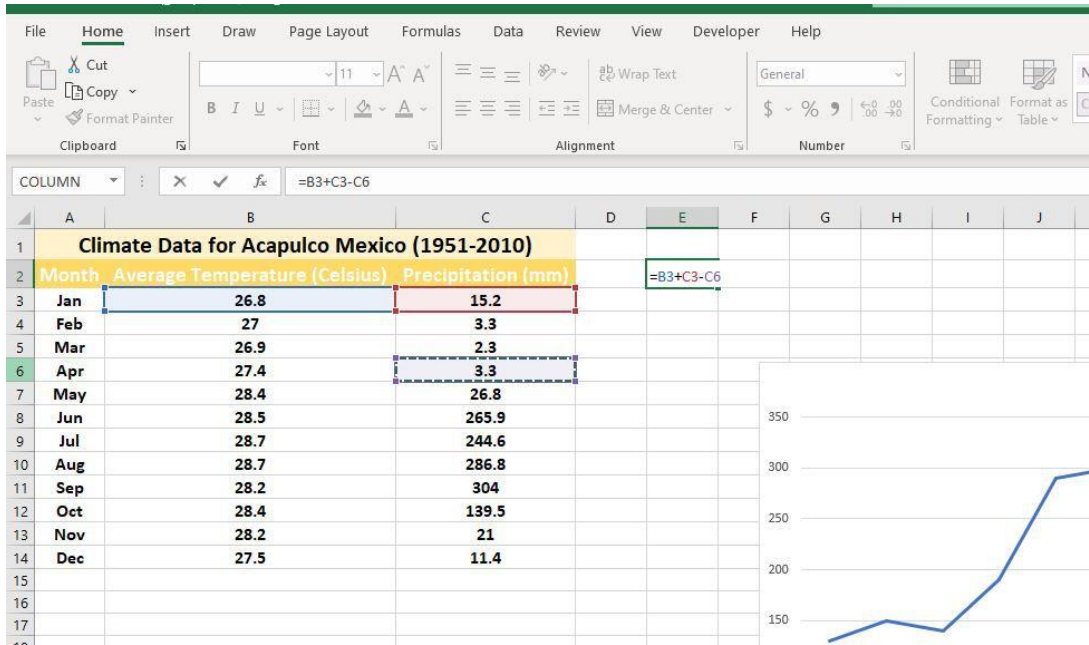 File Home Insert Draw Page Layout Formulas Data Review View Developer Help
Cut
Copy
Paste
Format Painter
Clipboard
11 A A
B I U A
Font
ab Wrap Text
Merge & Center
Alignment
General
$ % 9 .00
Number
Conditional Formatting
Format as Table
COLUMN fx =B3+C3-C6
A B C D E F G H I J
1 Climate Data for Acapulco Mexico (1951-2010)
2 Month Average Temperature (Celsius) Precipitation (mm) =B3+C3-C6
3 Jan 26.8 15.2
4 Feb 27 3.3
5 Mar 26.9 2.3
6 Apr 27.4 3.3
7 May 28.4 26.8
8 Jun 28.5 265.9
9 Jul 28.7 244.6
10 Aug 28.7 286.8
11 Sep 28.2 304
12 Oct 28.4 139.5
13 Nov 28.2 21
14 Dec 27.5 11.4
15
16
17
350
300
250
200
150